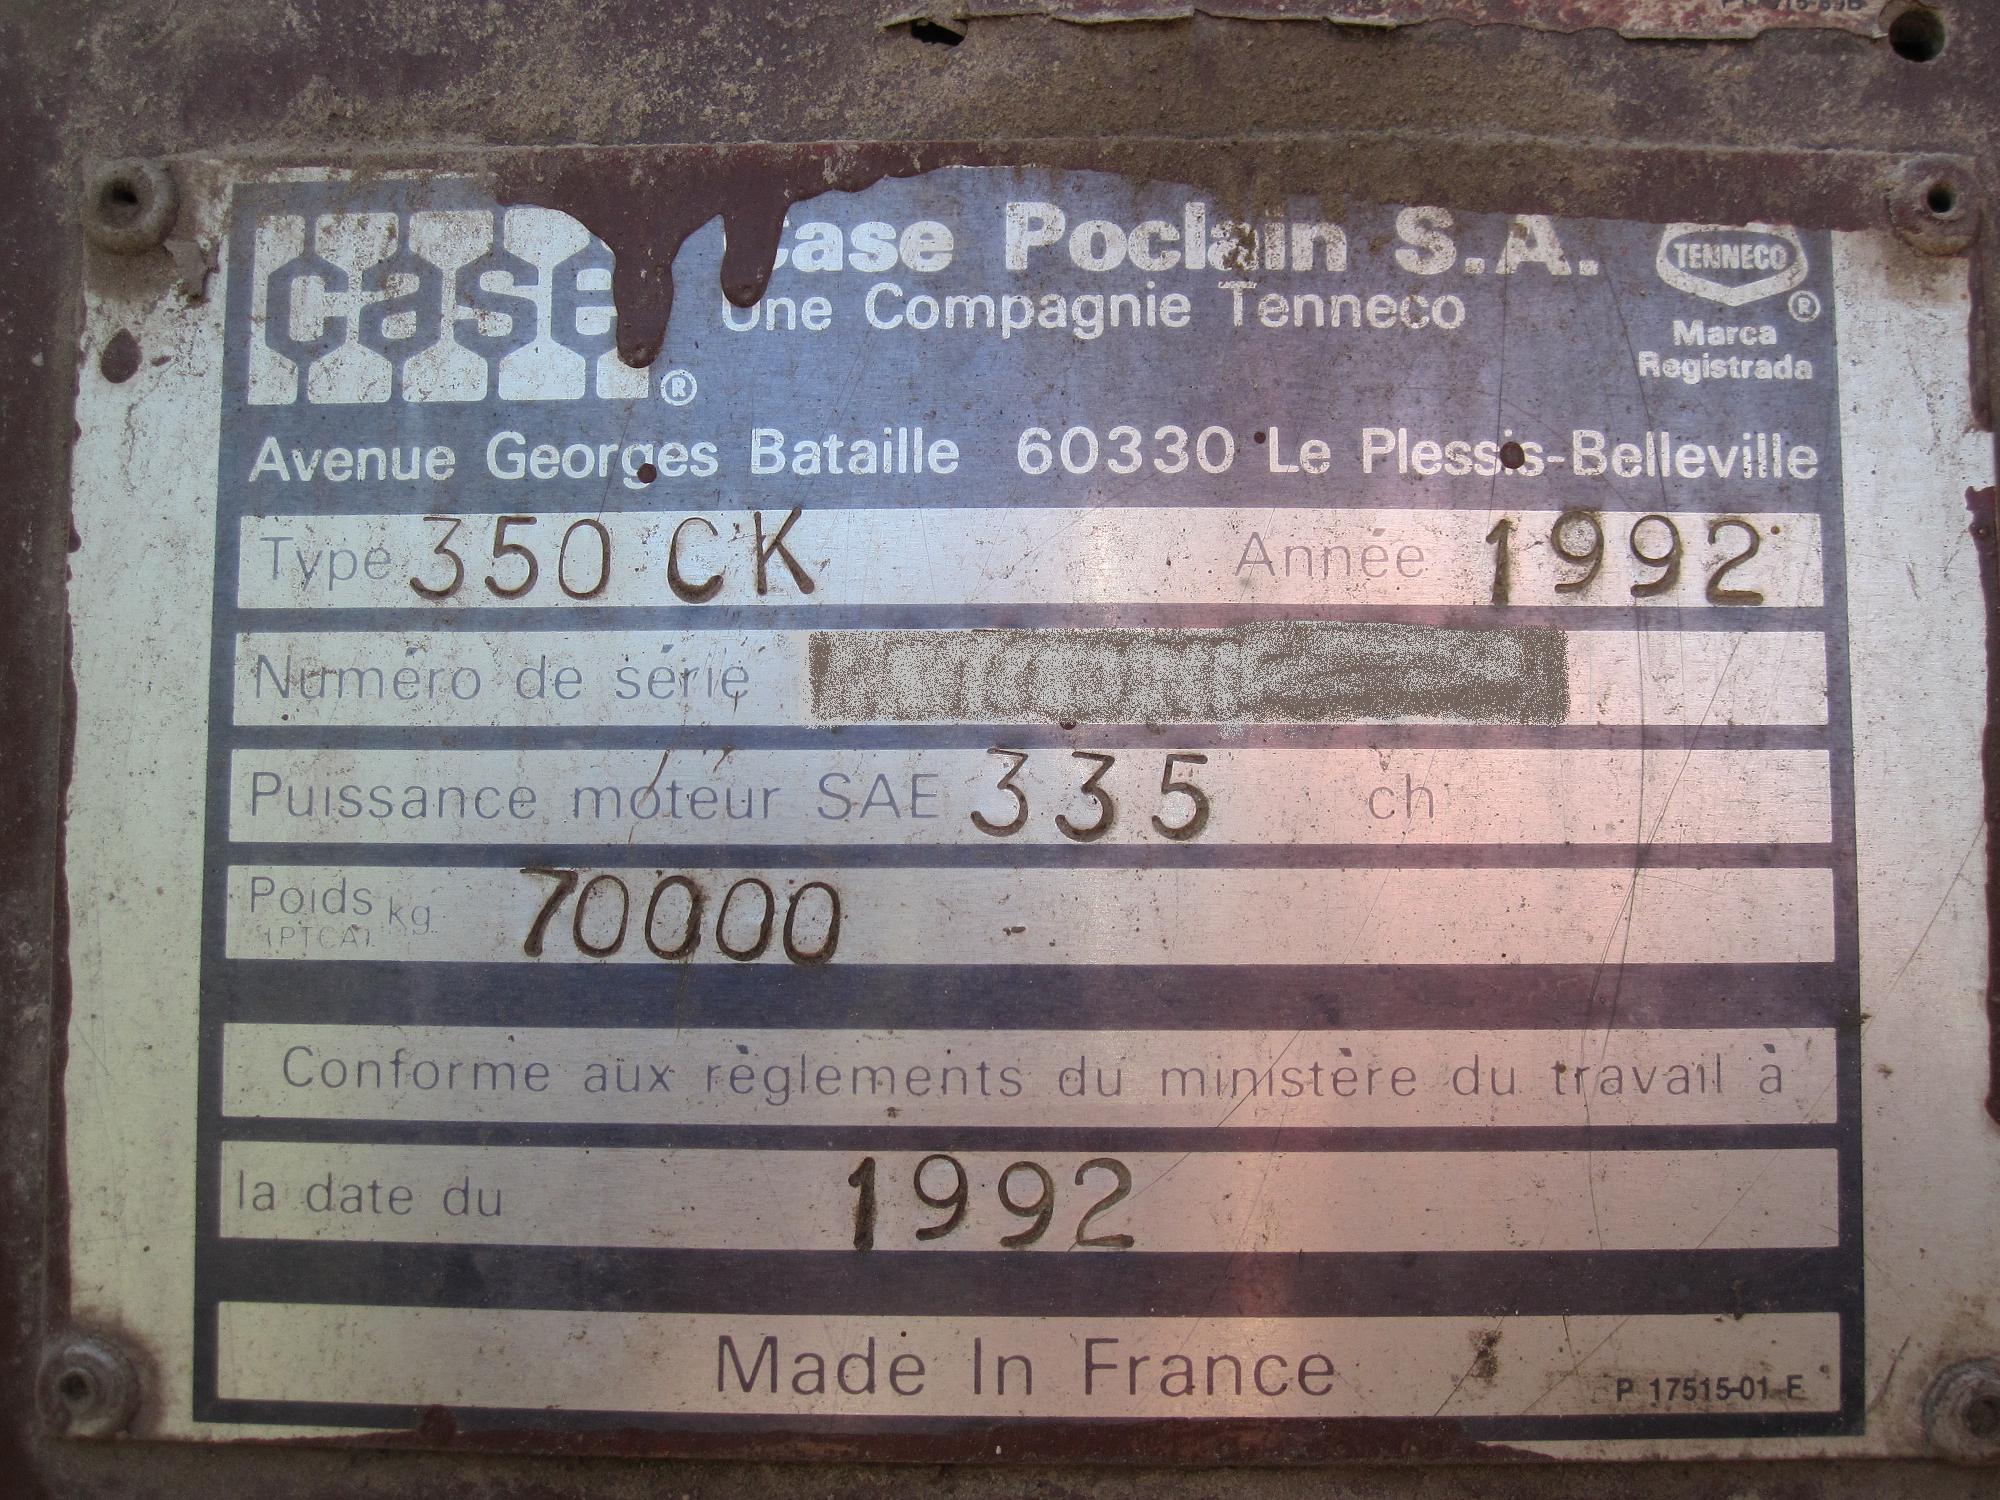 case ®
Case Poclain S.A.
Une Compagnie Tenneco
TENNECO
®
Marca
Registrada
Avenue Georges Bataille 60330 Le Plessis-Belleville
Type 350 CK Année 1992
Numéro de série
Puissance moteur SAE 335 ch
Poids kg 70000
(PTCA)
Conforme aux règlements du ministère du travail à
la date du 1992
Made In France
P 17515-01 F